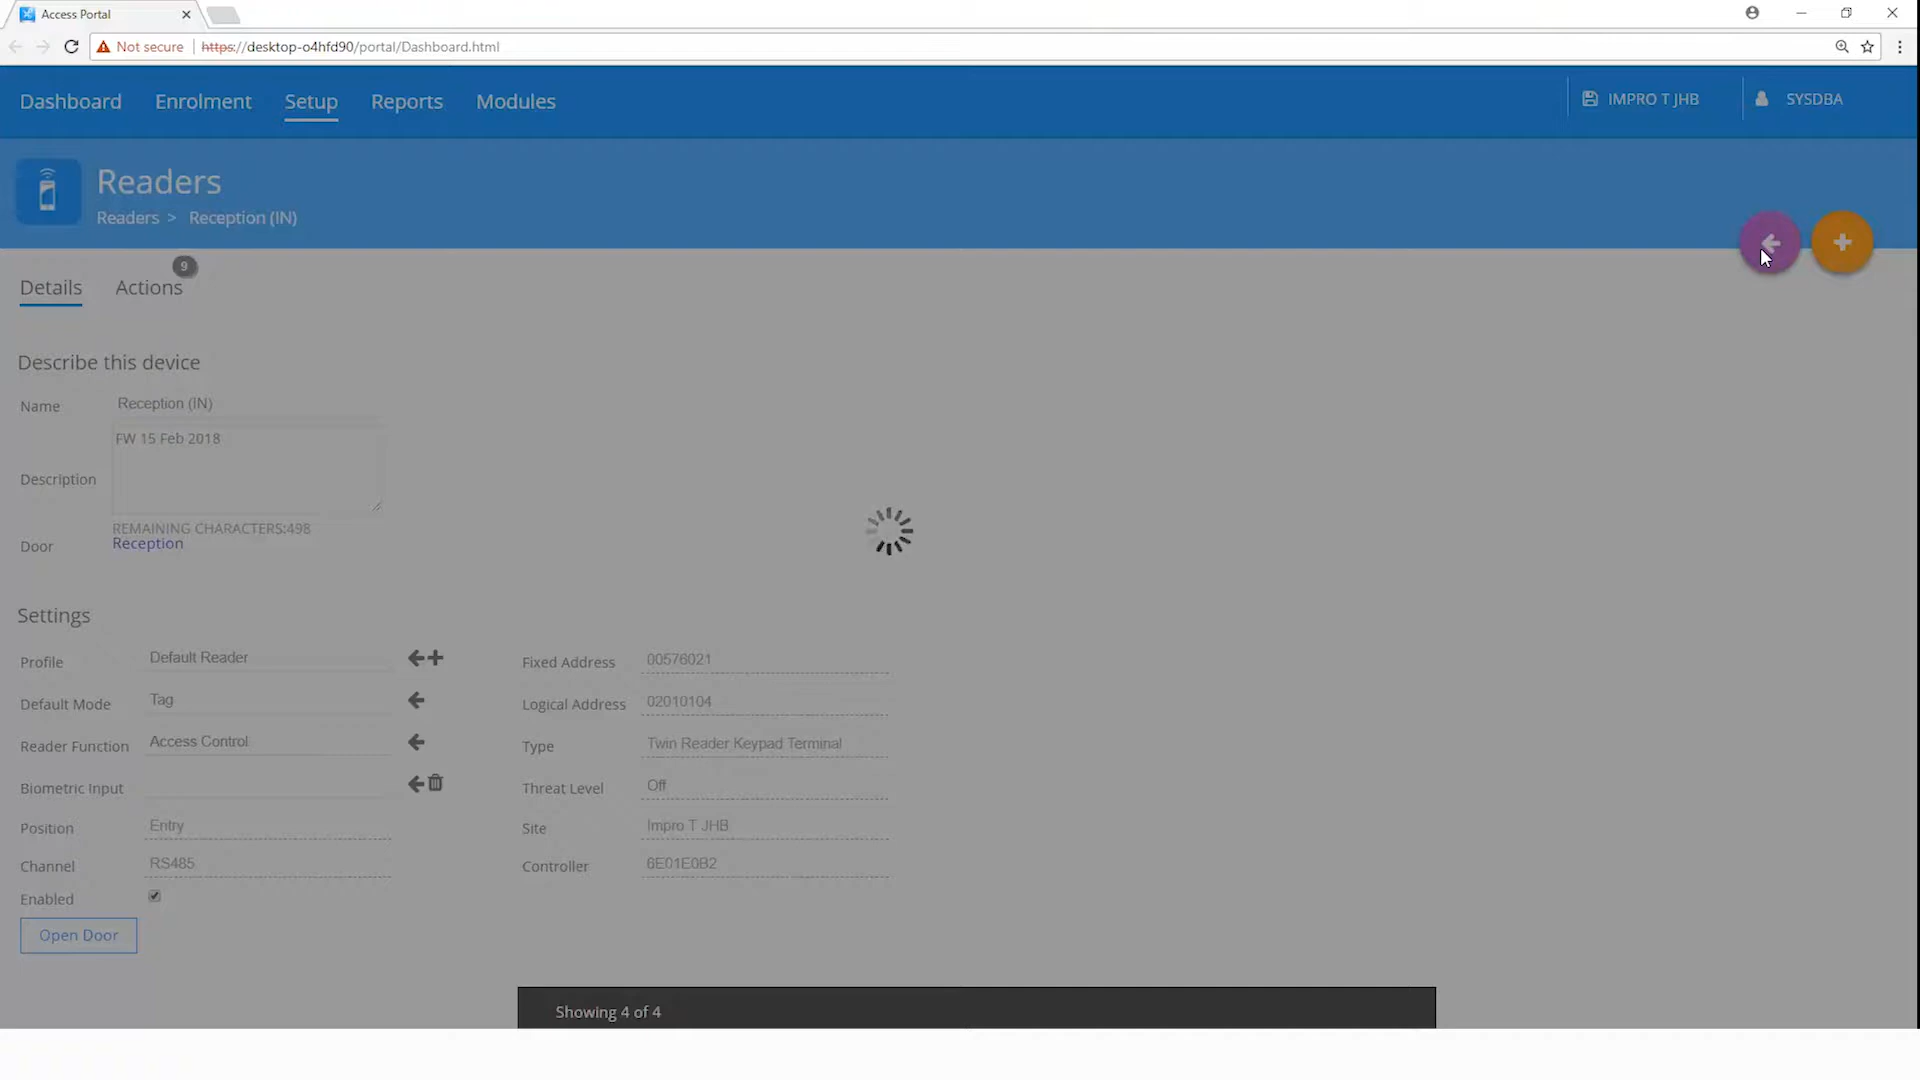 Access Portal
Not secure https://desktop-o4hfd90/portal/Dashboard.html
Dashboard Enrolment Setup Reports Modules IMPRO T JHB SYSDBA
Readers
Readers > Reception (IN)
9
Details Actions
Describe this device
Name Reception (IN)
FW 15 Feb 2018
Description
REMAINING CHARACTERS:498
Door Reception
Settings
Profile Default Reader Fixed Address 00576021
Default Mode Tag Logical Address 02010104
Reader Function Access Control Type Twin Reader Keypad Terminal
Biometric Input Threat Level Off
Position Entry Site Impro T JHB
Channel RS485 Controller 6E01E0B2
Enabled
Open Door
Showing 4 of 4